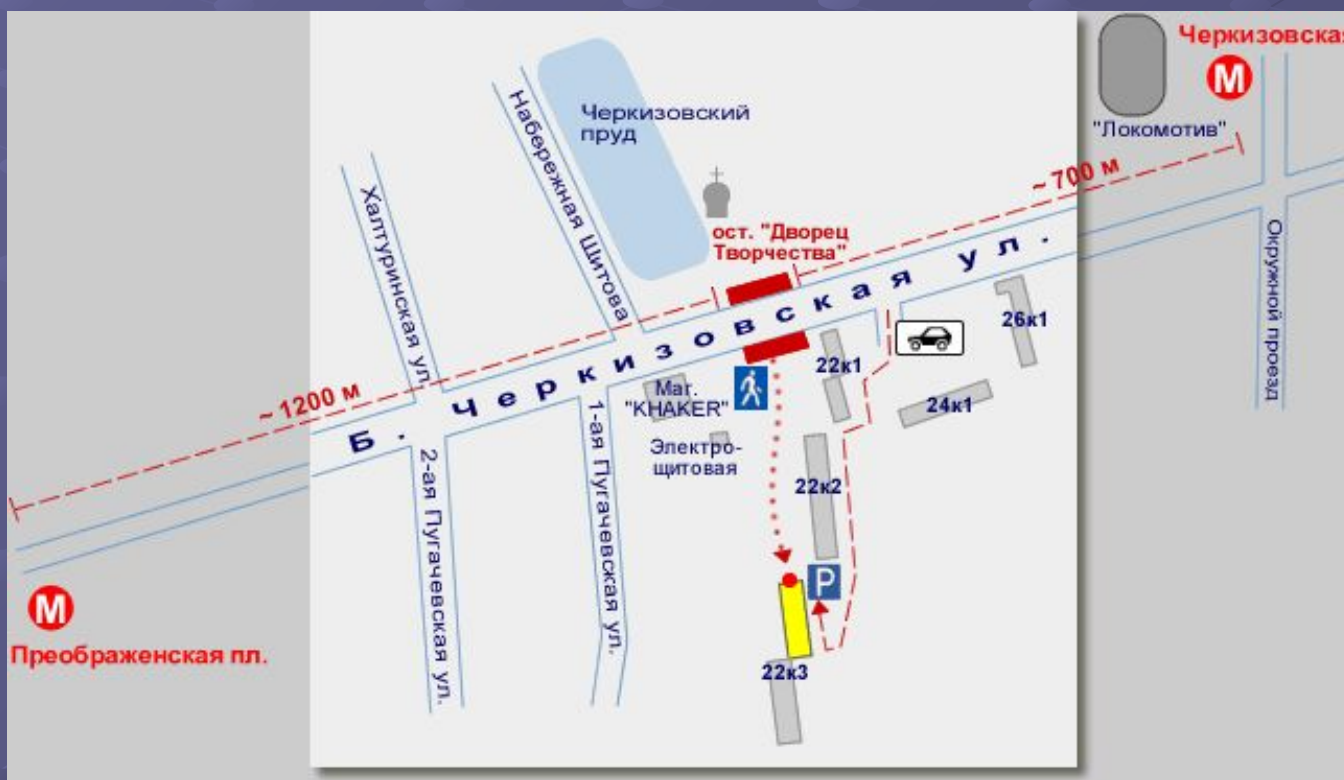 Черкизовская
М
"Локомотив"
Черкизовский
пруд
Набережная Щитова
Халтуринская ул.
ост. "Дворец
Творчества"
~ 700 м
Окружной проезд
Б. Черкизовская ул.
~ 1200 м
26к1
22к1
24к1
Маг.
"KHAKER"
Электро-
щитовая
22к2
1-ая Пугачевская ул.
2-ая Пугачевская ул.
P
М
Преображенская пл.
22к3